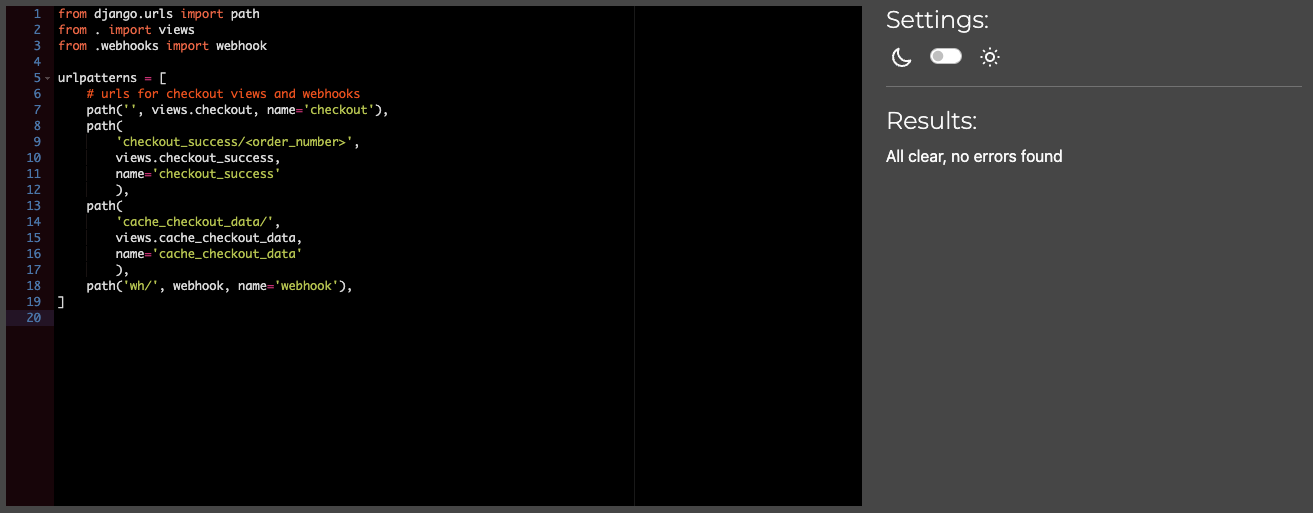 1 from django.urls import path
2 from . import views
3 from .webhooks import webhook
4
5 urlpatterns = [
6     # urls for checkout views and webhooks
7     path('', views.checkout, name='checkout'),
8     path(
9         'checkout_success/<order_number>',
10         views.checkout_success,
11         name='checkout_success'
12         ),
13     path(
14         'cache_checkout_data/',
15         views.cache_checkout_data,
16         name='cache_checkout_data'
17         ),
18     path('wh/', webhook, name='webhook'),
19 ]
20
Settings:
Results:
All clear, no errors found